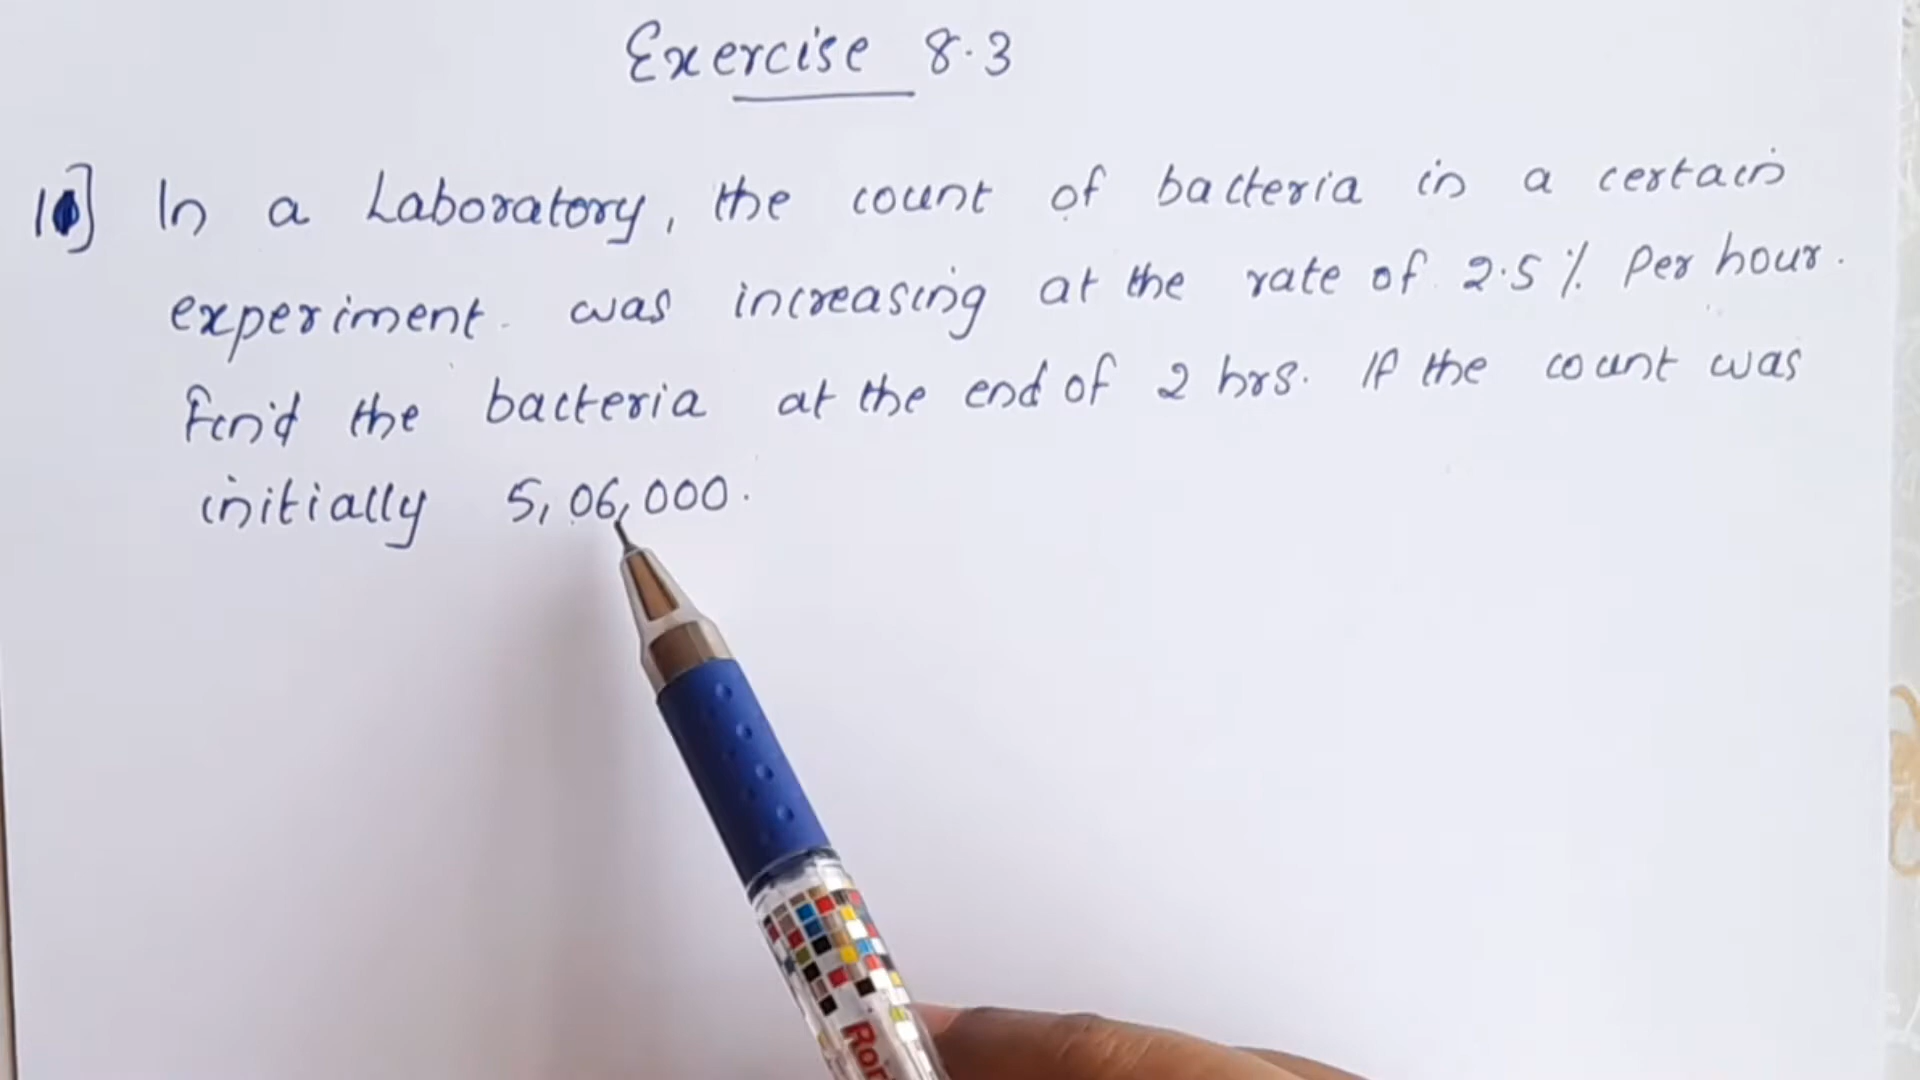 Exercise 8.3
In a Laboratory, the count of bacteria in a certain
experiment was increasing at the rate of 2.5% Per hour.
Find the bacteria at the end of 2 hrs. If the count was
initially 5,06,000.